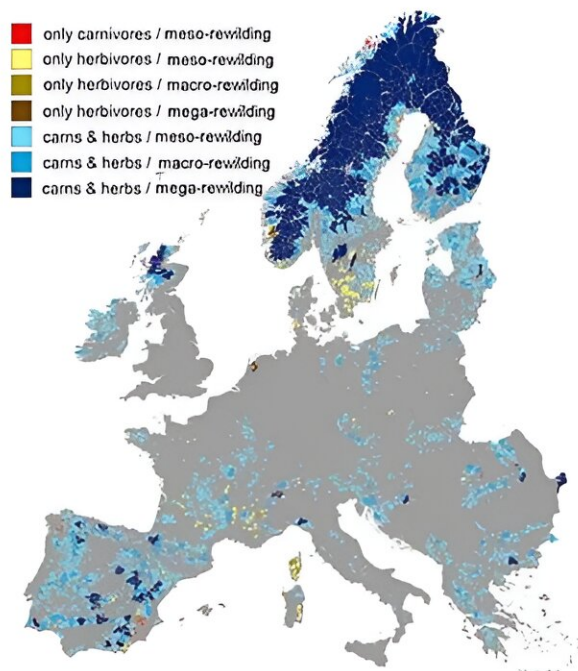 only carnivores / meso-rewilding
only herbivores / meso-rewilding
only herbivores / macro-rewilding
only herbivores / mega-rewilding
carns & herbs / meso-rewilding
carns & herbs / macro-rewilding
carns & herbs / mega-rewilding